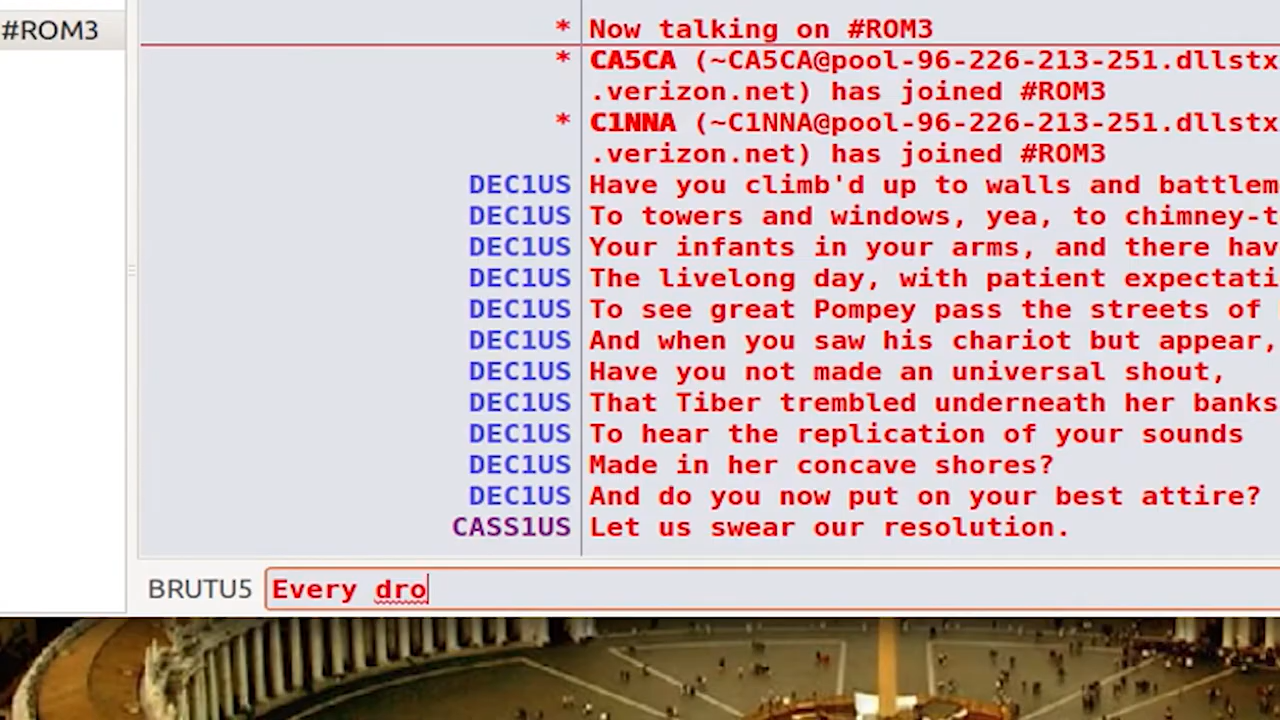 #ROM3
* Now talking on #ROM3
* CA5CA (~CA5CA@pool-96-226-213-251.dllstx
.verizon.net) has joined #ROM3
* C1NNA (~C1NNA@pool-96-226-213-251.dllstx
.verizon.net) has joined #ROM3
DEC1US Have you climb'd up to walls and battlem
DEC1US To towers and windows, yea, to chimney-t
DEC1US Your infants in your arms, and there hav
DEC1US The livelong day, with patient expectati
DEC1US To see great Pompey pass the streets of
DEC1US And when you saw his chariot but appear,
DEC1US Have you not made an universal shout,
DEC1US That Tiber trembled underneath her banks
DEC1US To hear the replication of your sounds
DEC1US Made in her concave shores?
DEC1US And do you now put on your best attire?
CASS1US Let us swear our resolution.
BRUTU5 Every dro